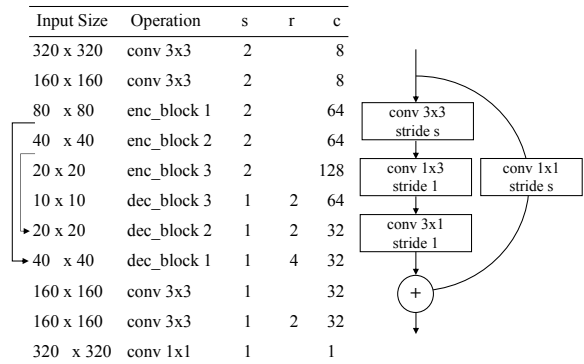 Input Size Operation s r c
320 x 320 conv 3x3 2 8
160 x 160 conv 3x3 2 8
80 x 80 enc_block 1 2 64
40 x 40 enc_block 2 2 64
20 x 20 enc_block 3 2 128
10 x 10 dec_block 3 1 2 64
20 x 20 dec_block 2 1 2 32
40 x 40 dec_block 1 1 4 32
160 x 160 conv 3x3 1 32
160 x 160 conv 3x3 1 2 32
320 x 320 conv 1x1 1 1
conv 3x3
stride s
conv 1x3
stride 1
conv 3x1
stride 1
conv 1x1
stride s
+